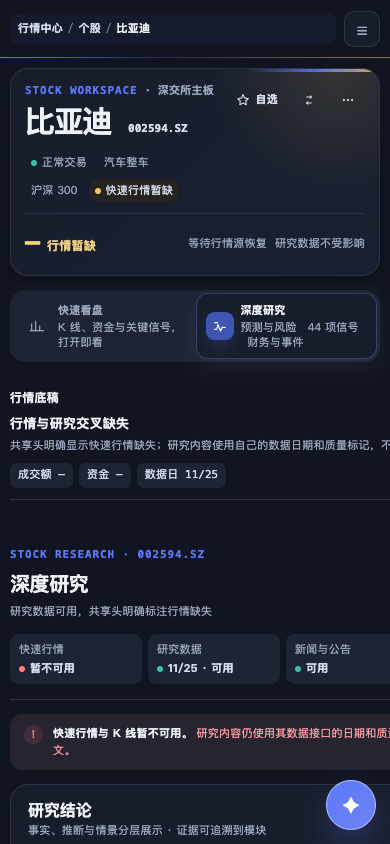 行情中心 / 个股 / 比亚迪
STOCK WORKSPACE · 深交所主板
自选
比亚迪 002594.SZ
正常交易 汽车整车
沪深 300 快速行情暂缺
行情暂缺 等待行情源恢复 研究数据不受影响
快速看盘
K 线、资金与关键信号，
打开即看
深度研究
预测与风险 44 项信号
财务与事件
行情底稿
行情与研究交叉缺失
共享头明确显示快速行情缺失；研究内容使用自己的数据日期和质量标记，不
成交额 — 资金 — 数据日 11/25
STOCK RESEARCH · 002594.SZ
深度研究
研究数据可用，共享头明确标注行情缺失
快速行情
暂不可用
研究数据
11/25 · 可用
新闻与公告
可用
! 快速行情与 K 线暂不可用。 研究内容仍使用其数据接口的日期和质
文。
研究结论
事实、推断与情景分层展示 · 证据可追溯到模块